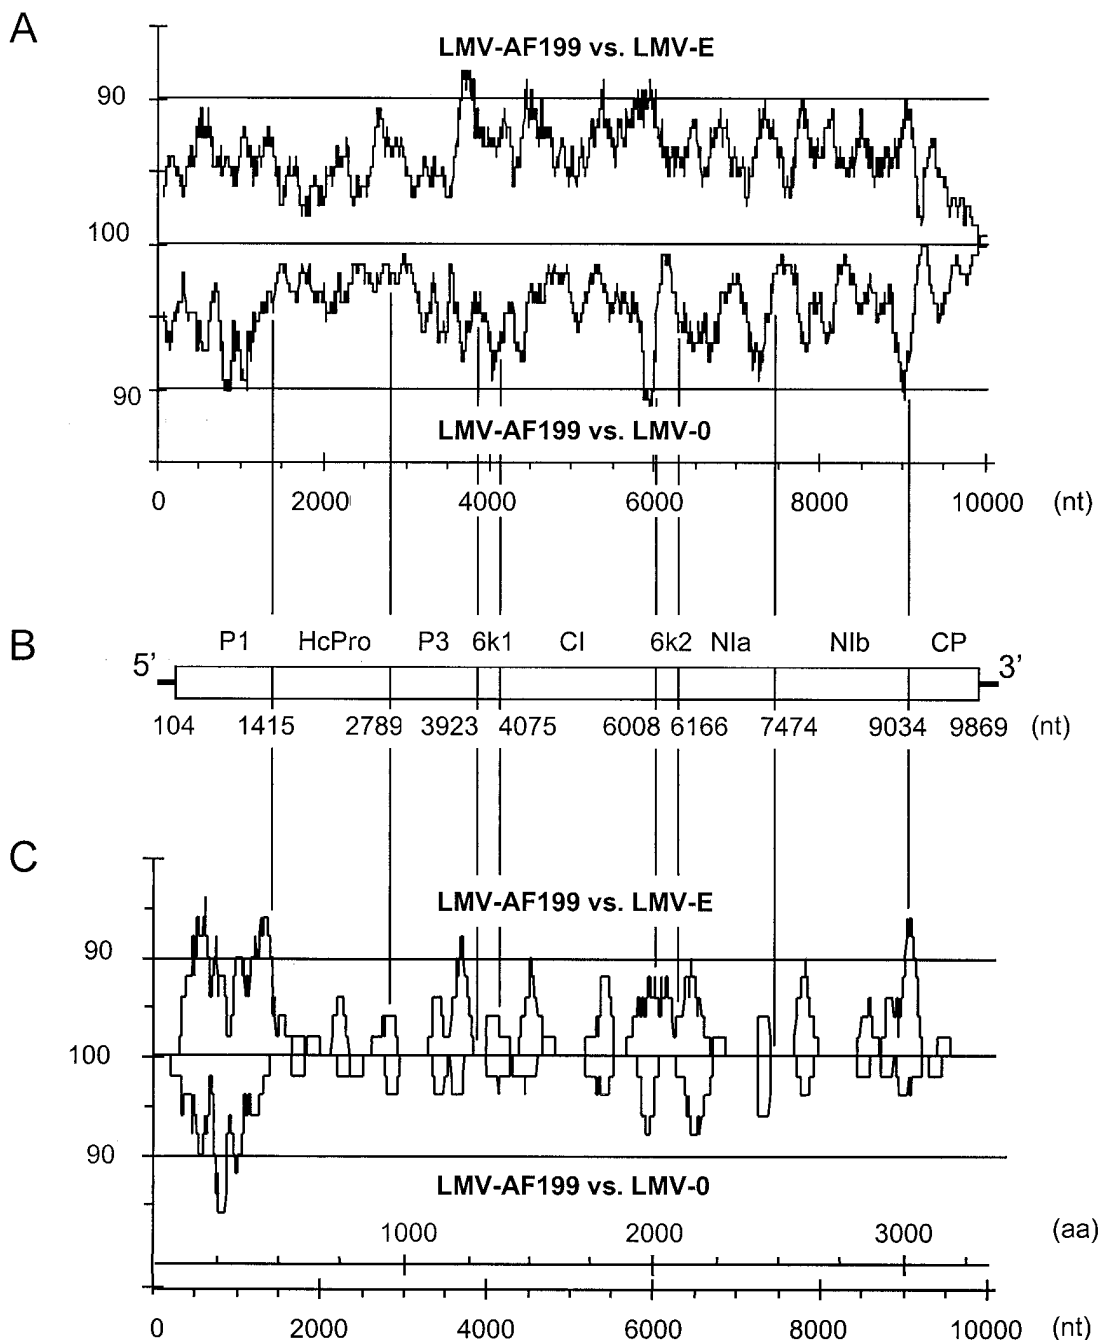 A
LMV-AF199 vs. LMV-E
90
100
90
LMV-AF199 vs. LMV-0
0 2000 4000 6000 8000 10000 (nt)
B
P1 HcPro P3 6k1 CI 6k2 NIa NIb CP
5’ 3’
104 1415 2789 3923 4075 6008 6166 7474 9034 9869 (nt)
C
LMV-AF199 vs. LMV-E
90
100
90
LMV-AF199 vs. LMV-0
1000 2000 3000 (aa)
0 2000 4000 6000 8000 10000 (nt)